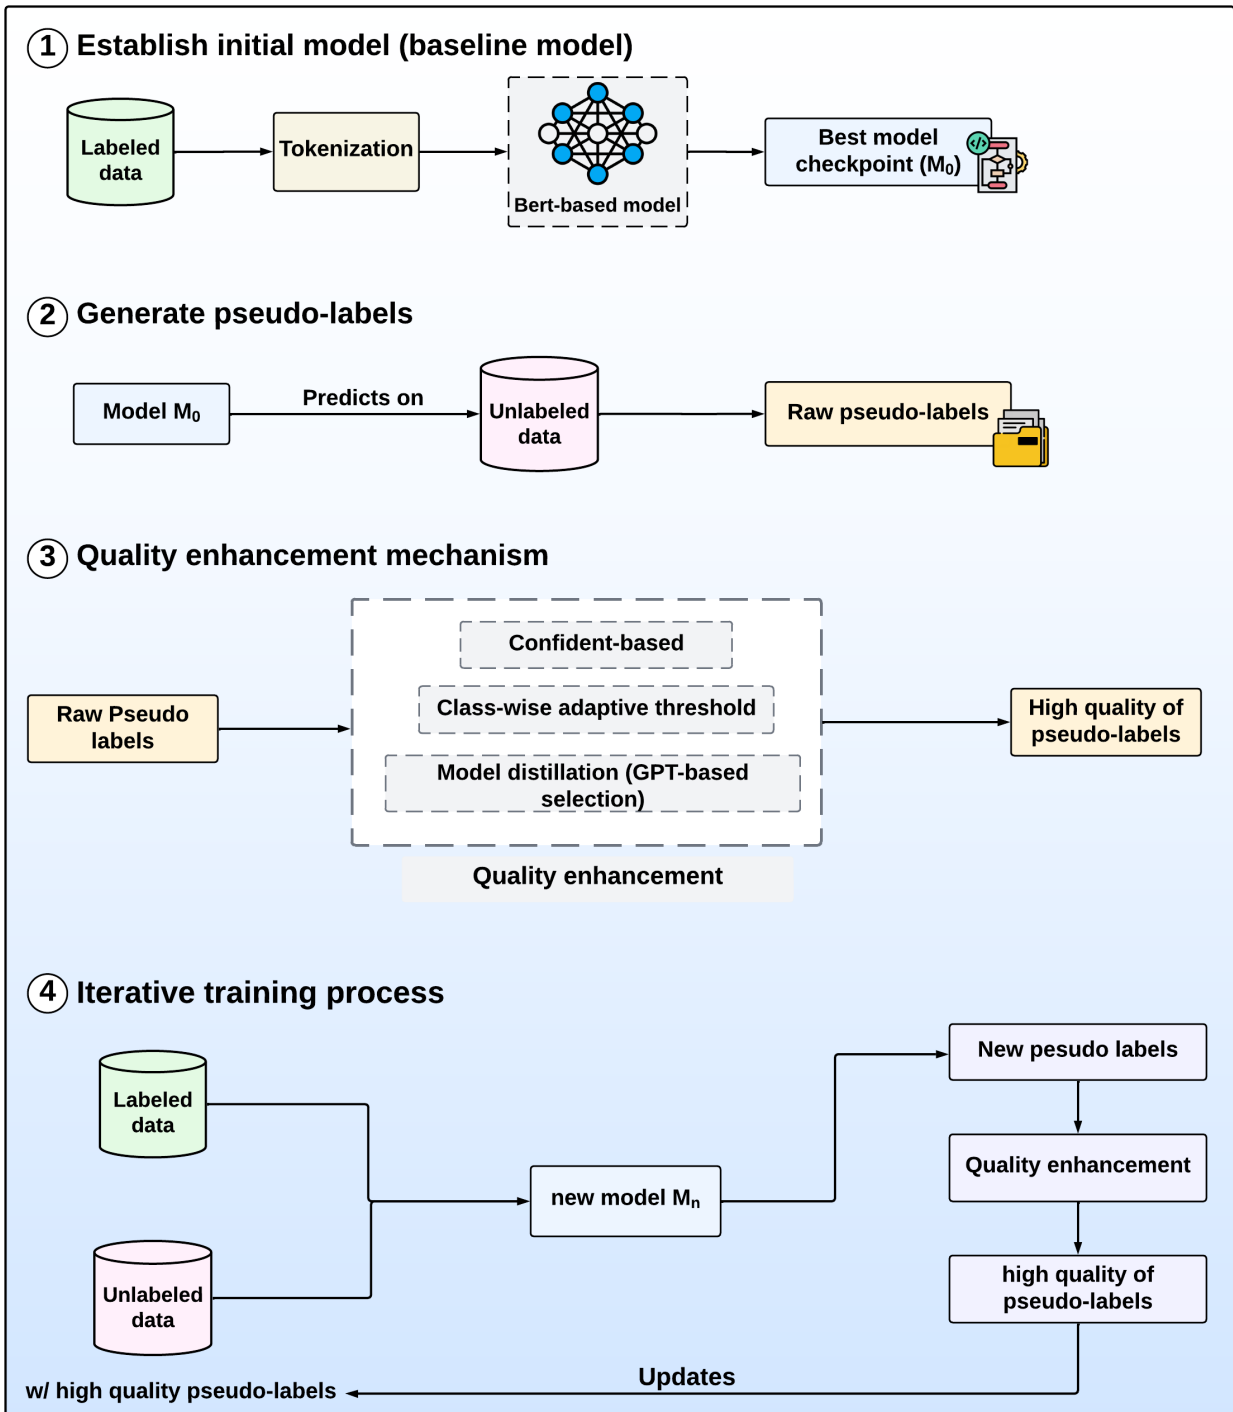 1 Establish initial model (baseline model)
Labeled
data
Tokenization
Bert-based model
Best model
checkpoint (M₀)
</>
2 Generate pseudo-labels
Model M₀
Predicts on
Unlabeled
data
Raw pseudo-labels
3 Quality enhancement mechanism
Raw Pseudo
labels
Confident-based
Class-wise adaptive threshold
Model distillation (GPT-based
selection)
Quality enhancement
High quality of
pseudo-labels
4 Iterative training process
Labeled
data
Unlabeled
data
w/ high quality pseudo-labels
new model Mₙ
New pesudo labels
Quality enhancement
high quality of
pseudo-labels
Updates